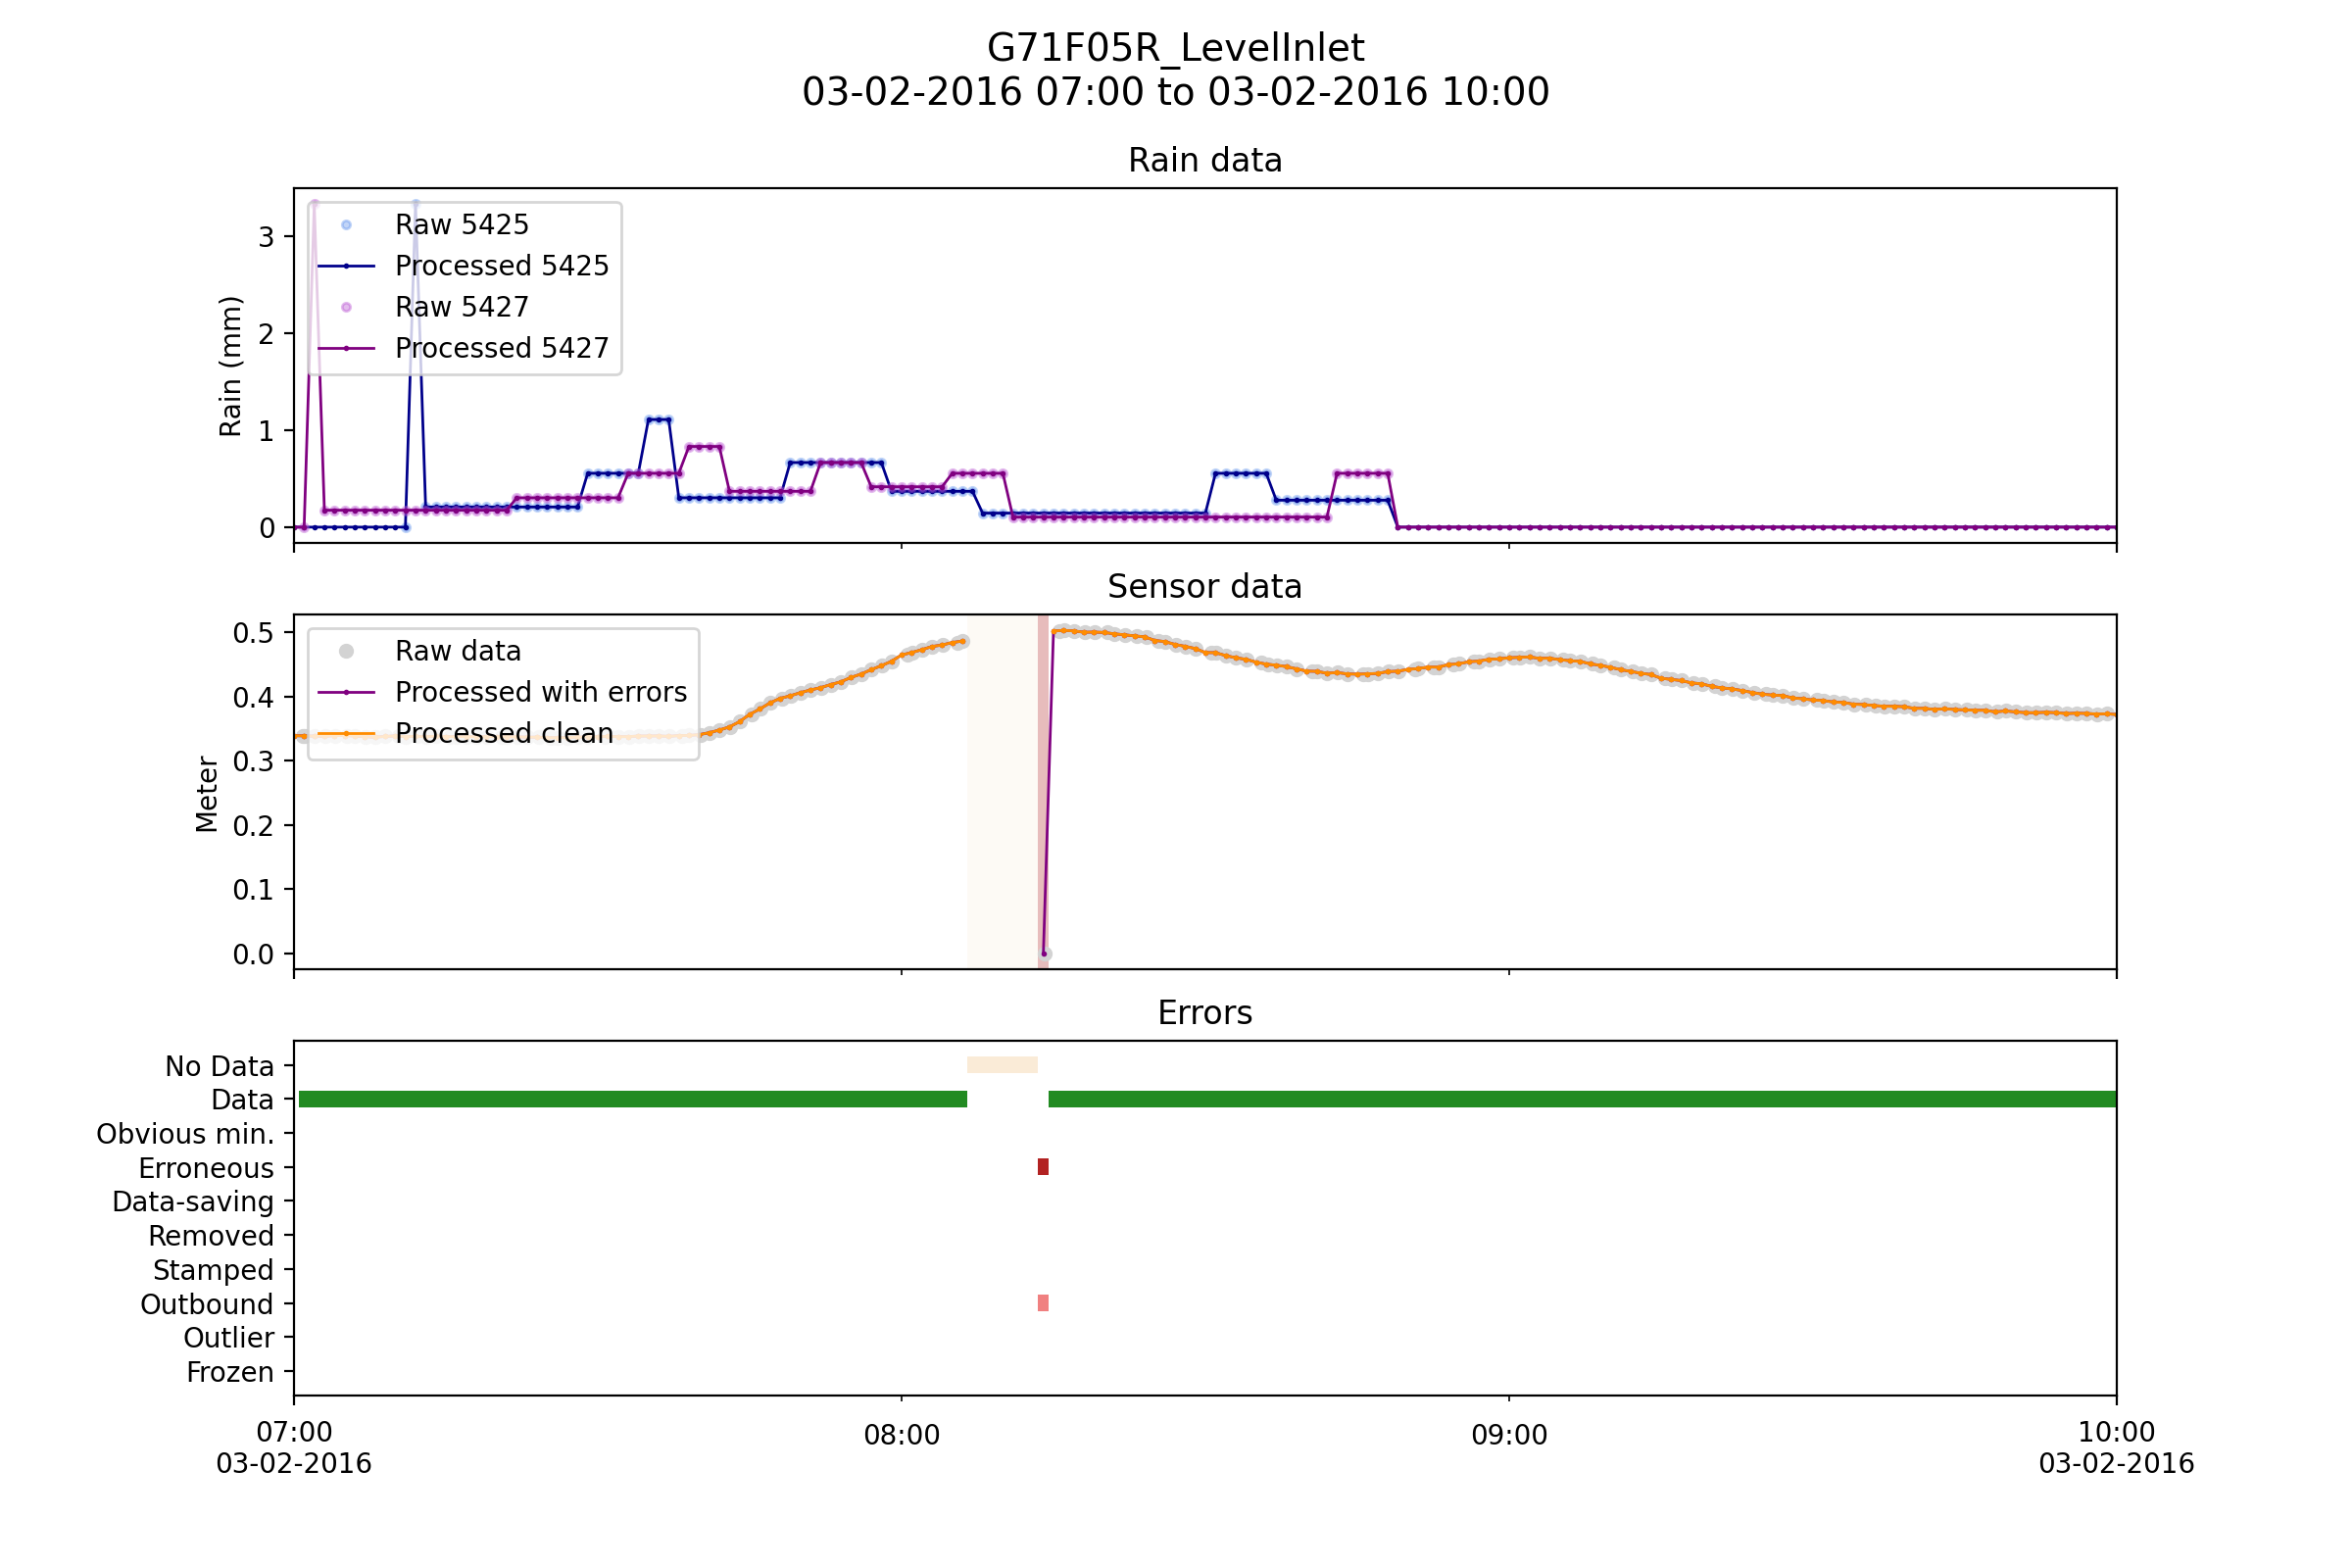 G71F05R_LevelInlet
03-02-2016 07:00 to 03-02-2016 10:00
Rain data
Rain (mm)
3
2
1
0
Raw 5425
Processed 5425
Raw 5427
Processed 5427
Sensor data
Meter
0.5
0.4
0.3
0.2
0.1
0.0
Raw data
Processed with errors
Processed clean
Errors
No Data
Data
Obvious min.
Erroneous
Data-saving
Removed
Stamped
Outbound
Outlier
Frozen
07:00
03-02-2016
08:00
09:00
10:00
03-02-2016